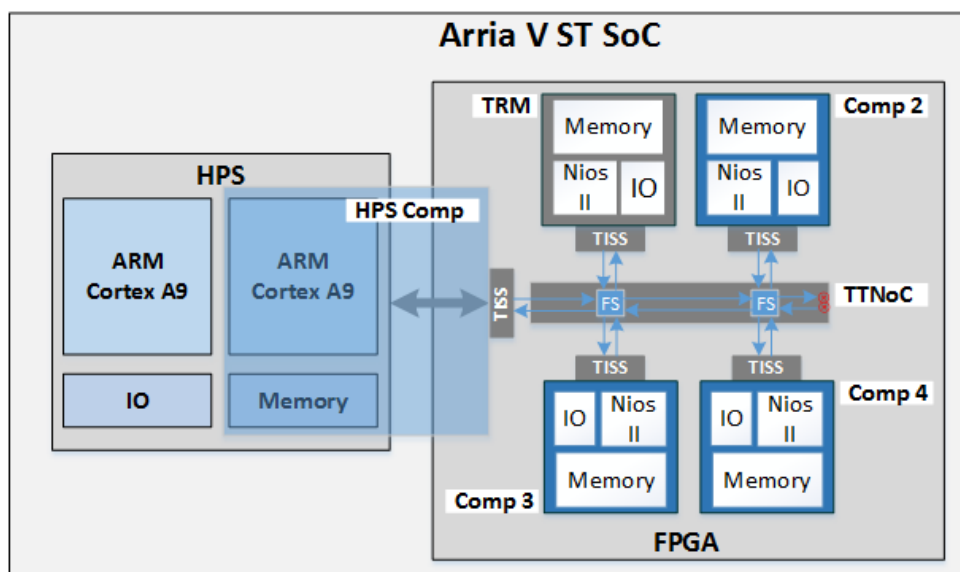 Arria V ST SoC
HPS
HPS Comp
ARM
Cortex A9
ARM
Cortex A9
IO
Memory
TRM
Memory
Nios
II
IO
Comp 2
Memory
Nios
II
IO
TISS
TISS
TISS
FS
FS
TTNoC
TISS
TISS
IO
Nios
II
Memory
Comp 3
IO
Nios
II
Memory
Comp 4
FPGA